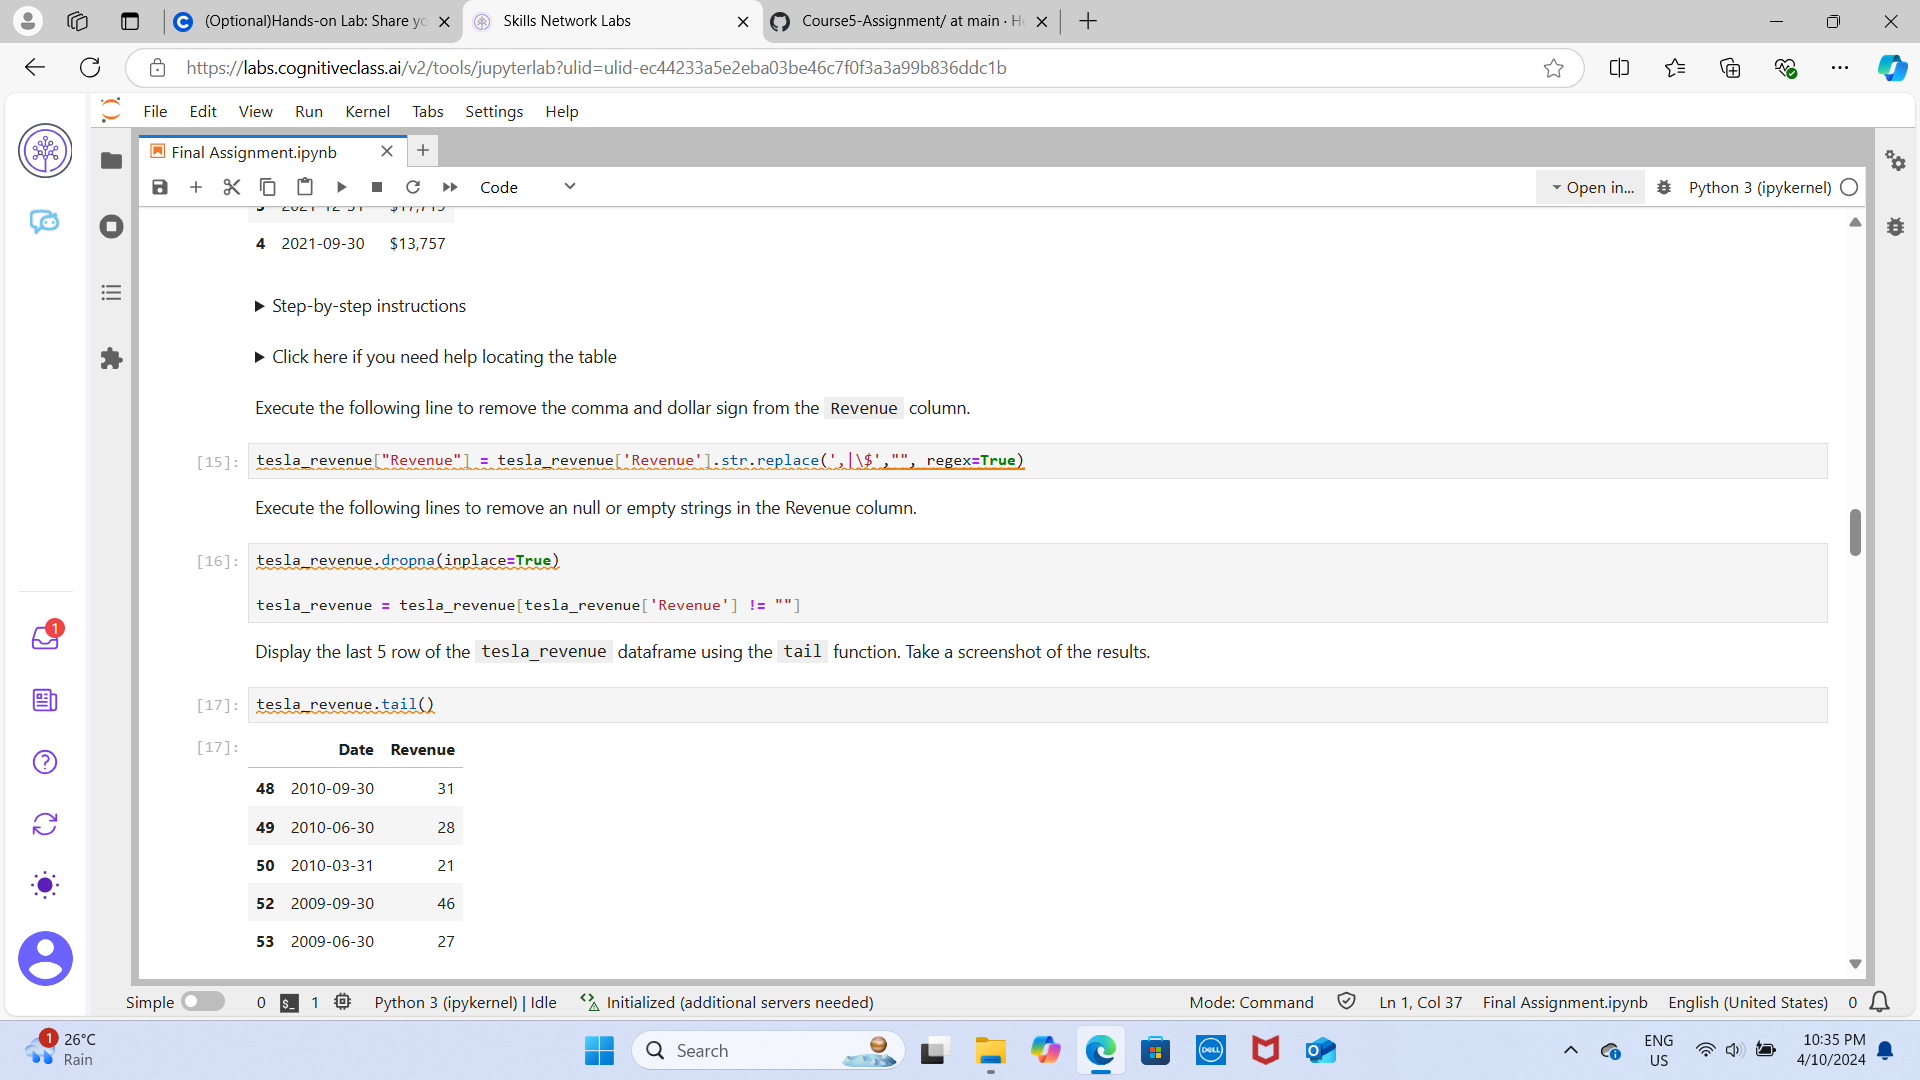 (Optional)Hands-on Lab: Share yo
Skills Network Labs
Course5-Assignment/ at main · He
https://labs.cognitiveclass.ai/v2/tools/jupyterlab?ulid=ulid-ec44233a5e2eba03be46c7f0f3a3a99b836ddc1b
File Edit View Run Kernel Tabs Settings Help
Final Assignment.ipynb
Code
Open in...
Python 3 (ipykernel)
3 2021-12-31 $17,719
4 2021-09-30 $13,757
Step-by-step instructions
Click here if you need help locating the table
Execute the following line to remove the comma and dollar sign from the Revenue column.
[15]: tesla_revenue["Revenue"] = tesla_revenue['Revenue'].str.replace(',|\$',"", regex=True)
Execute the following lines to remove an null or empty strings in the Revenue column.
[16]: tesla_revenue.dropna(inplace=True)
tesla_revenue = tesla_revenue[tesla_revenue['Revenue'] != ""]
Display the last 5 row of the tesla_revenue dataframe using the tail function. Take a screenshot of the results.
[17]: tesla_revenue.tail()
[17]: Date Revenue
48 2010-09-30 31
49 2010-06-30 28
50 2010-03-31 21
52 2009-09-30 46
53 2009-06-30 27
1
Simple 0 1 Python 3 (ipykernel) | Idle Initialized (additional servers needed) Mode: Command Ln 1, Col 37 Final Assignment.ipynb English (United States) 0
1
26°C
Rain
Search
DELL
ENG
US
10:35 PM
4/10/2024